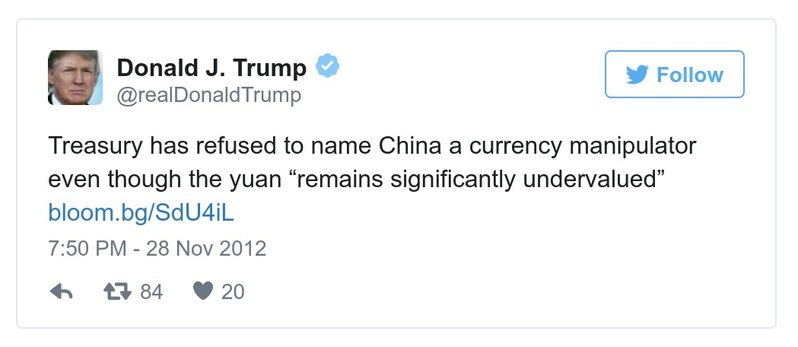 Donald J. Trump
@realDonaldTrump
Follow
Treasury has refused to name China a currency manipulator
even though the yuan “remains significantly undervalued”
bloom.bg/SdU4iL
7:50 PM - 28 Nov 2012
84 20